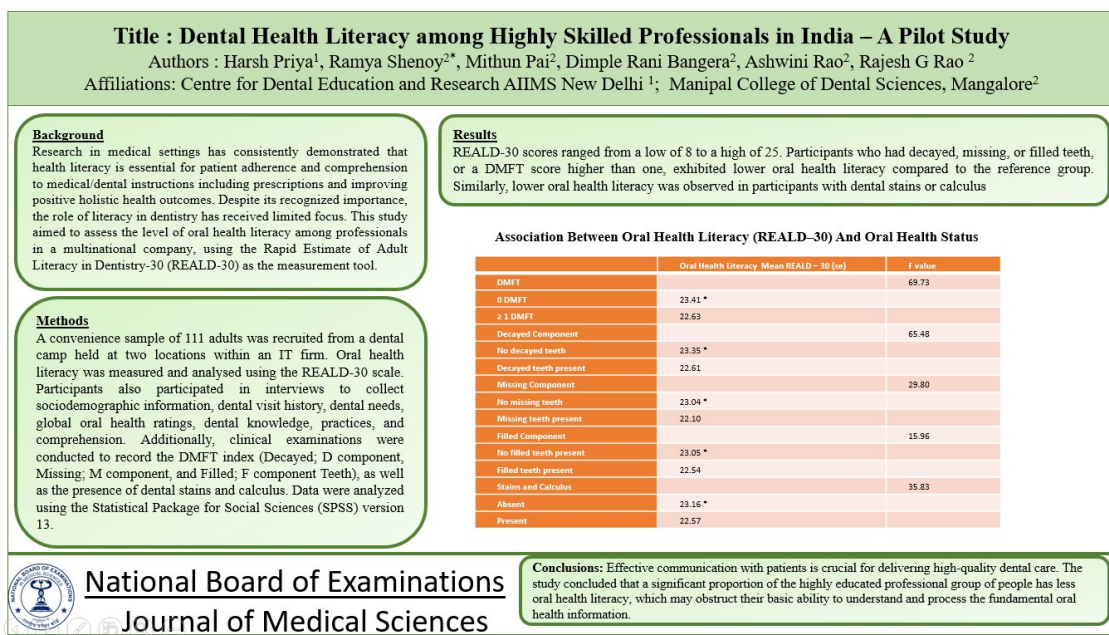 Title : Dental Health Literacy among Highly Skilled Professionals in India – A Pilot Study
Authors : Harsh Priya1, Ramya Shenoy2*, Mithun Pai2, Dimple Rani Bangera2, Ashwini Rao2, Rajesh G Rao 2
Affiliations: Centre for Dental Education and Research AIIMS New Delhi 1; Manipal College of Dental Sciences, Mangalore2
Background
Research in medical settings has consistently demonstrated that
health literacy is essential for patient adherence and comprehension
to medical/dental instructions including prescriptions and improving
positive holistic health outcomes. Despite its recognized importance,
the role of literacy in dentistry has received limited focus. This study
aimed to assess the level of oral health literacy among professionals
in a multinational company, using the Rapid Estimate of Adult
Literacy in Dentistry-30 (REALD-30) as the measurement tool.
Methods
A convenience sample of 111 adults was recruited from a dental
camp held at two locations within an IT firm. Oral health
literacy was measured and analysed using the REALD-30 scale.
Participants also participated in interviews to collect
sociodemographic information, dental visit history, dental needs,
global oral health ratings, dental knowledge, practices, and
comprehension. Additionally, clinical examinations were
conducted to record the DMFT index (Decayed; D component,
Missing; M component, and Filled; F component Teeth), as well
as the presence of dental stains and calculus. Data were analyzed
using the Statistical Package for Social Sciences (SPSS) version
13.
Results
REALD-30 scores ranged from a low of 8 to a high of 25. Participants who had decayed, missing, or filled teeth,
or a DMFT score higher than one, exhibited lower oral health literacy compared to the reference group.
Similarly, lower oral health literacy was observed in participants with dental stains or calculus
Association Between Oral Health Literacy (REALD–30) And Oral Health Status
Oral Health Literacy Mean REALD – 30 (se) F value
DMFT 69.73
0 DMFT 23.41 *
≥ 1 DMFT 22.63
Decayed Component 65.48
No decayed teeth 23.35 *
Decayed teeth present 22.61
Missing Component 29.80
No missing teeth 23.04 *
Missing teeth present 22.10
Filled Component 15.96
No filled teeth present 23.05 *
Filled teeth present 22.54
Stains and Calculus 35.83
Absent 23.16 *
Present 22.57
NATIONAL BOARD OF EXAMINATIONS
IN MEDICAL SCIENCES
National Board of Examinations
Journal of Medical Sciences
Conclusions: Effective communication with patients is crucial for delivering high-quality dental care. The
study concluded that a significant proportion of the highly educated professional group of people has less
oral health literacy, which may obstruct their basic ability to understand and process the fundamental oral
health information.